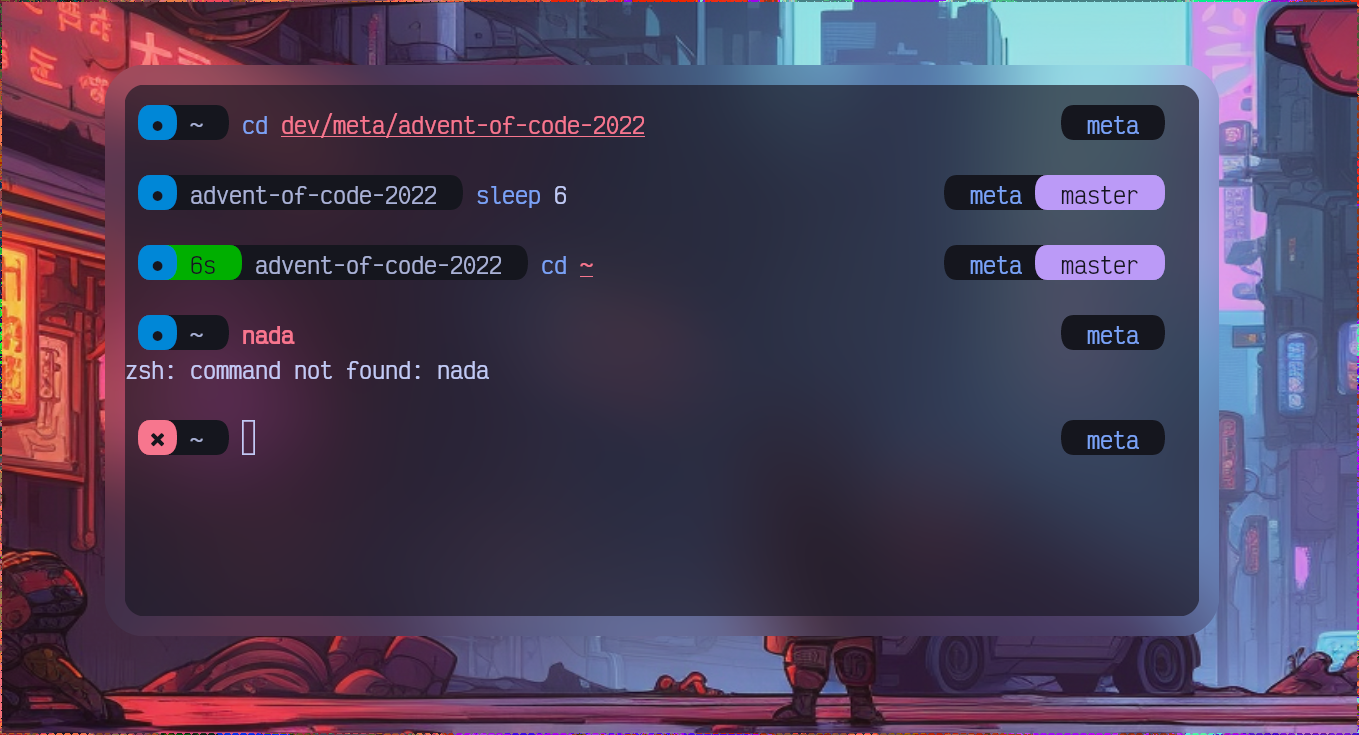 大
~ cd dev/meta/advent-of-code-2022 meta
advent-of-code-2022 sleep 6 meta master
6s advent-of-code-2022 cd ~ meta master
~ nada meta
zsh: command not found: nada
× ~ meta